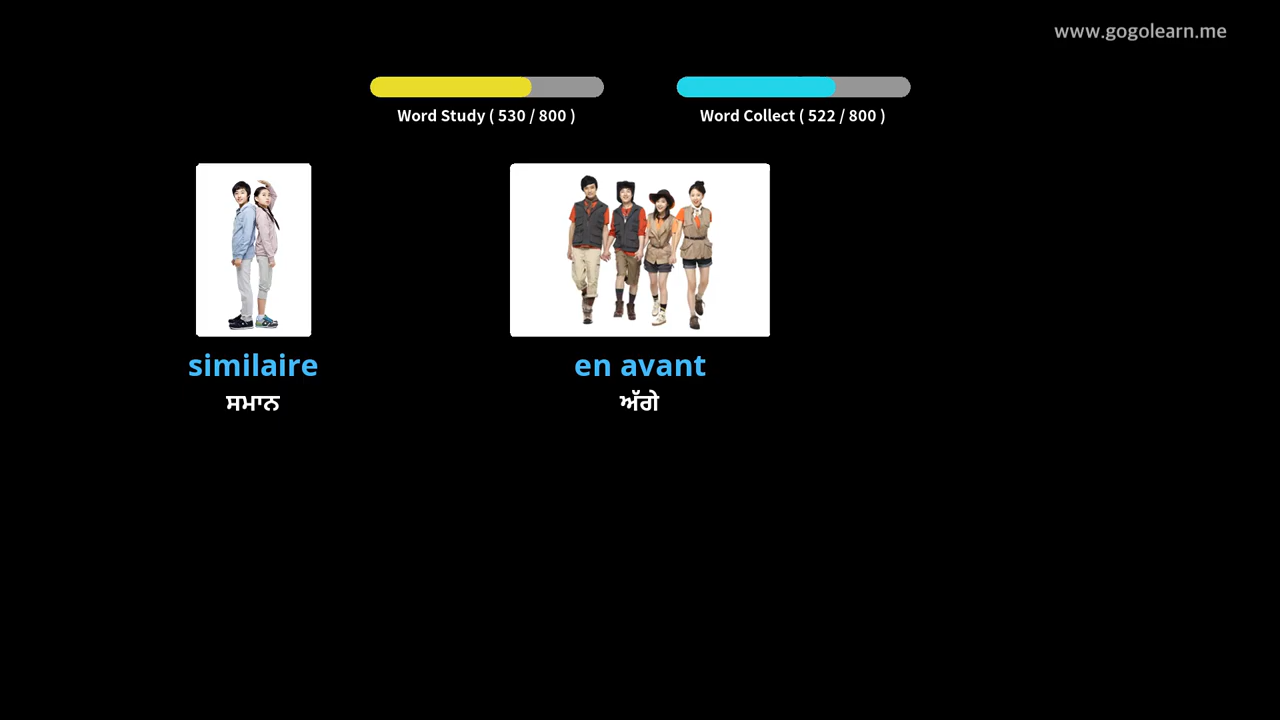 www.gogolearn.me
Word Study ( 530 / 800 )
Word Collect ( 522 / 800 )
similaire
ਸਮਾਨ
en avant
ਅੱਗੇ